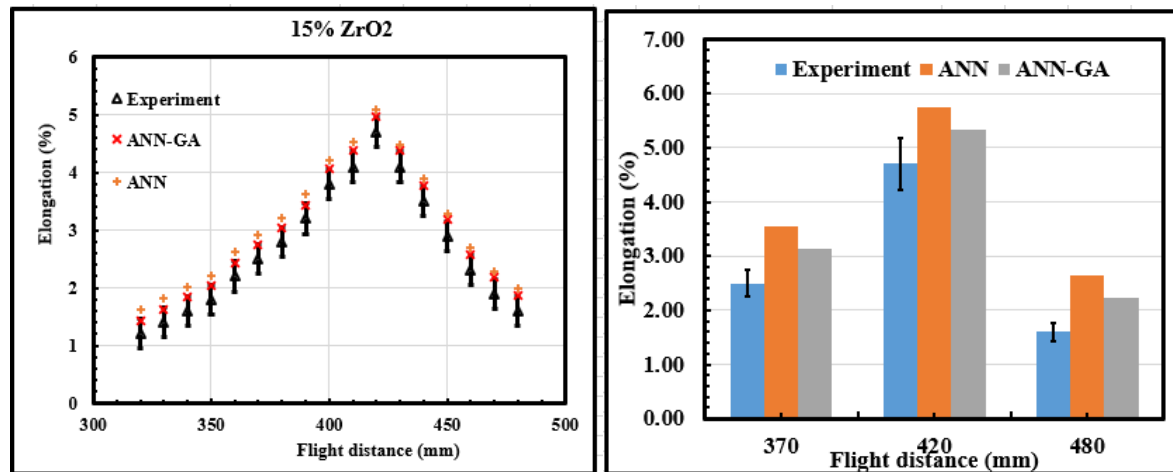 15% ZrO2
6
5
4
3
2
1
0
Elongation (%)
Experiment
ANN-GA
ANN
300
350
400
450
500
Flight distance (mm)
7.00
6.00
5.00
4.00
3.00
2.00
1.00
0.00
Elongation (%)
Experiment ANN ANN-GA
370
420
480
Flight distance (mm)